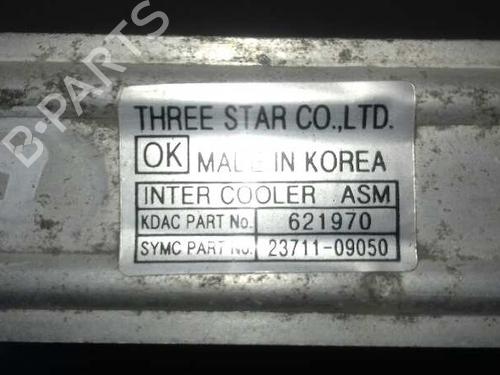 B-PARTS
THREE STAR CO.,LTD.
OK MADE IN KOREA
INTER COOLER ASM
KDAC PART No. 621970
SYMC PART No. 23711-09050